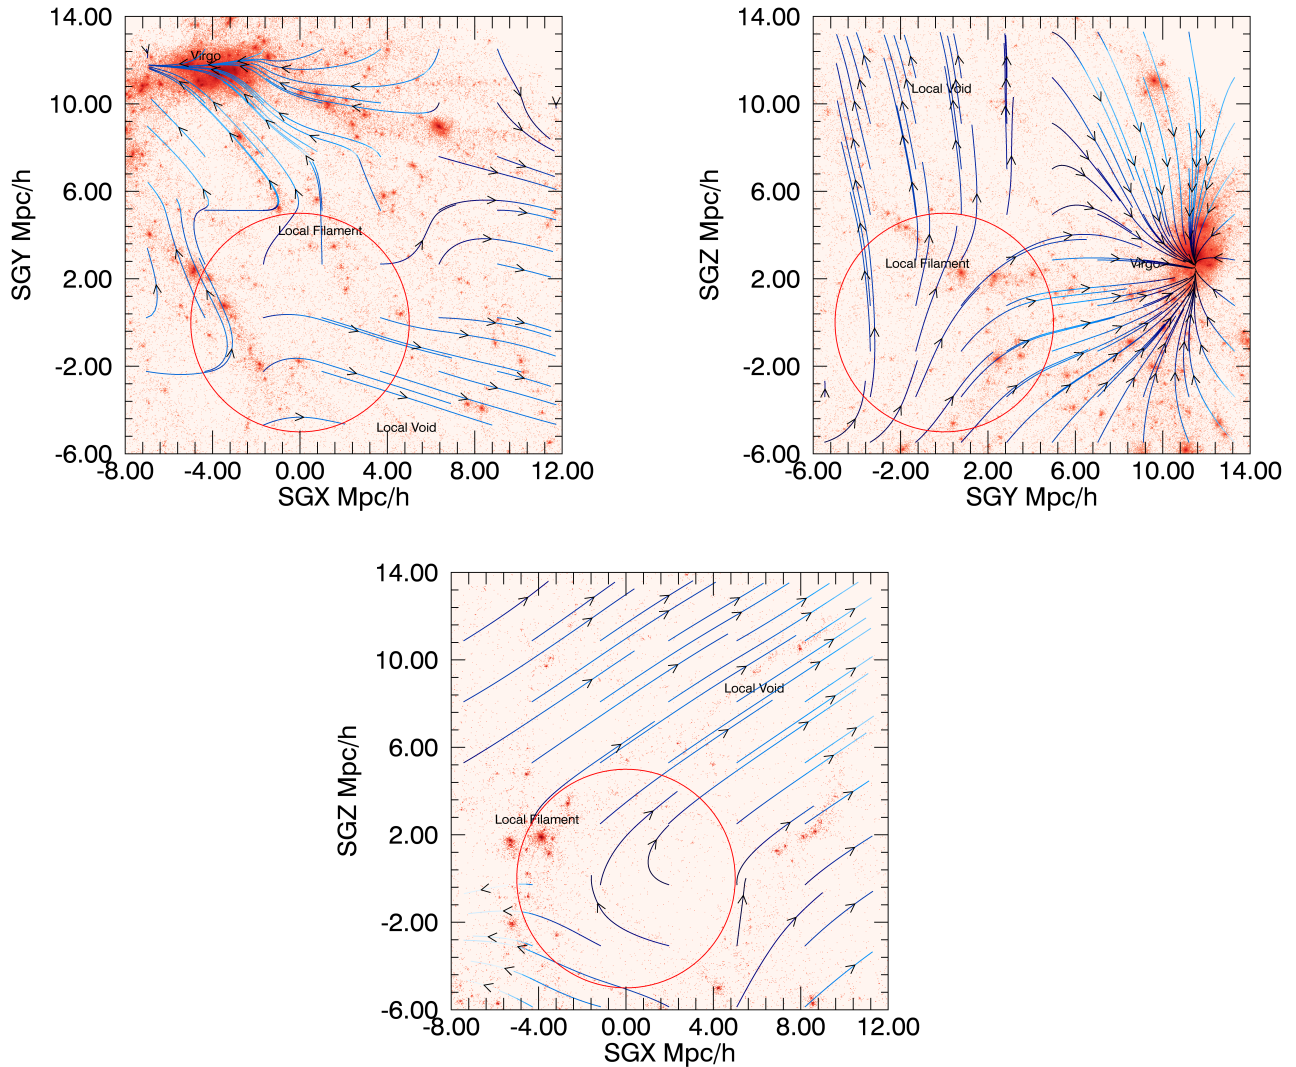 14.00
10.00
6.00
2.00
-2.00
-6.00
-8.00 -4.00 0.00 4.00 8.00 12.00
SGX Mpc/h
SGY Mpc/h
Virgo
Local Filament
Local Void
14.00
10.00
6.00
2.00
-2.00
-6.00
-6.00 -2.00 2.00 6.00 10.00 14.00
SGY Mpc/h
SGZ Mpc/h
Local Void
Local Filament
Virgo
14.00
10.00
6.00
2.00
-2.00
-6.00
-8.00 -4.00 0.00 4.00 8.00 12.00
SGX Mpc/h
SGZ Mpc/h
Local Void
Local Filament